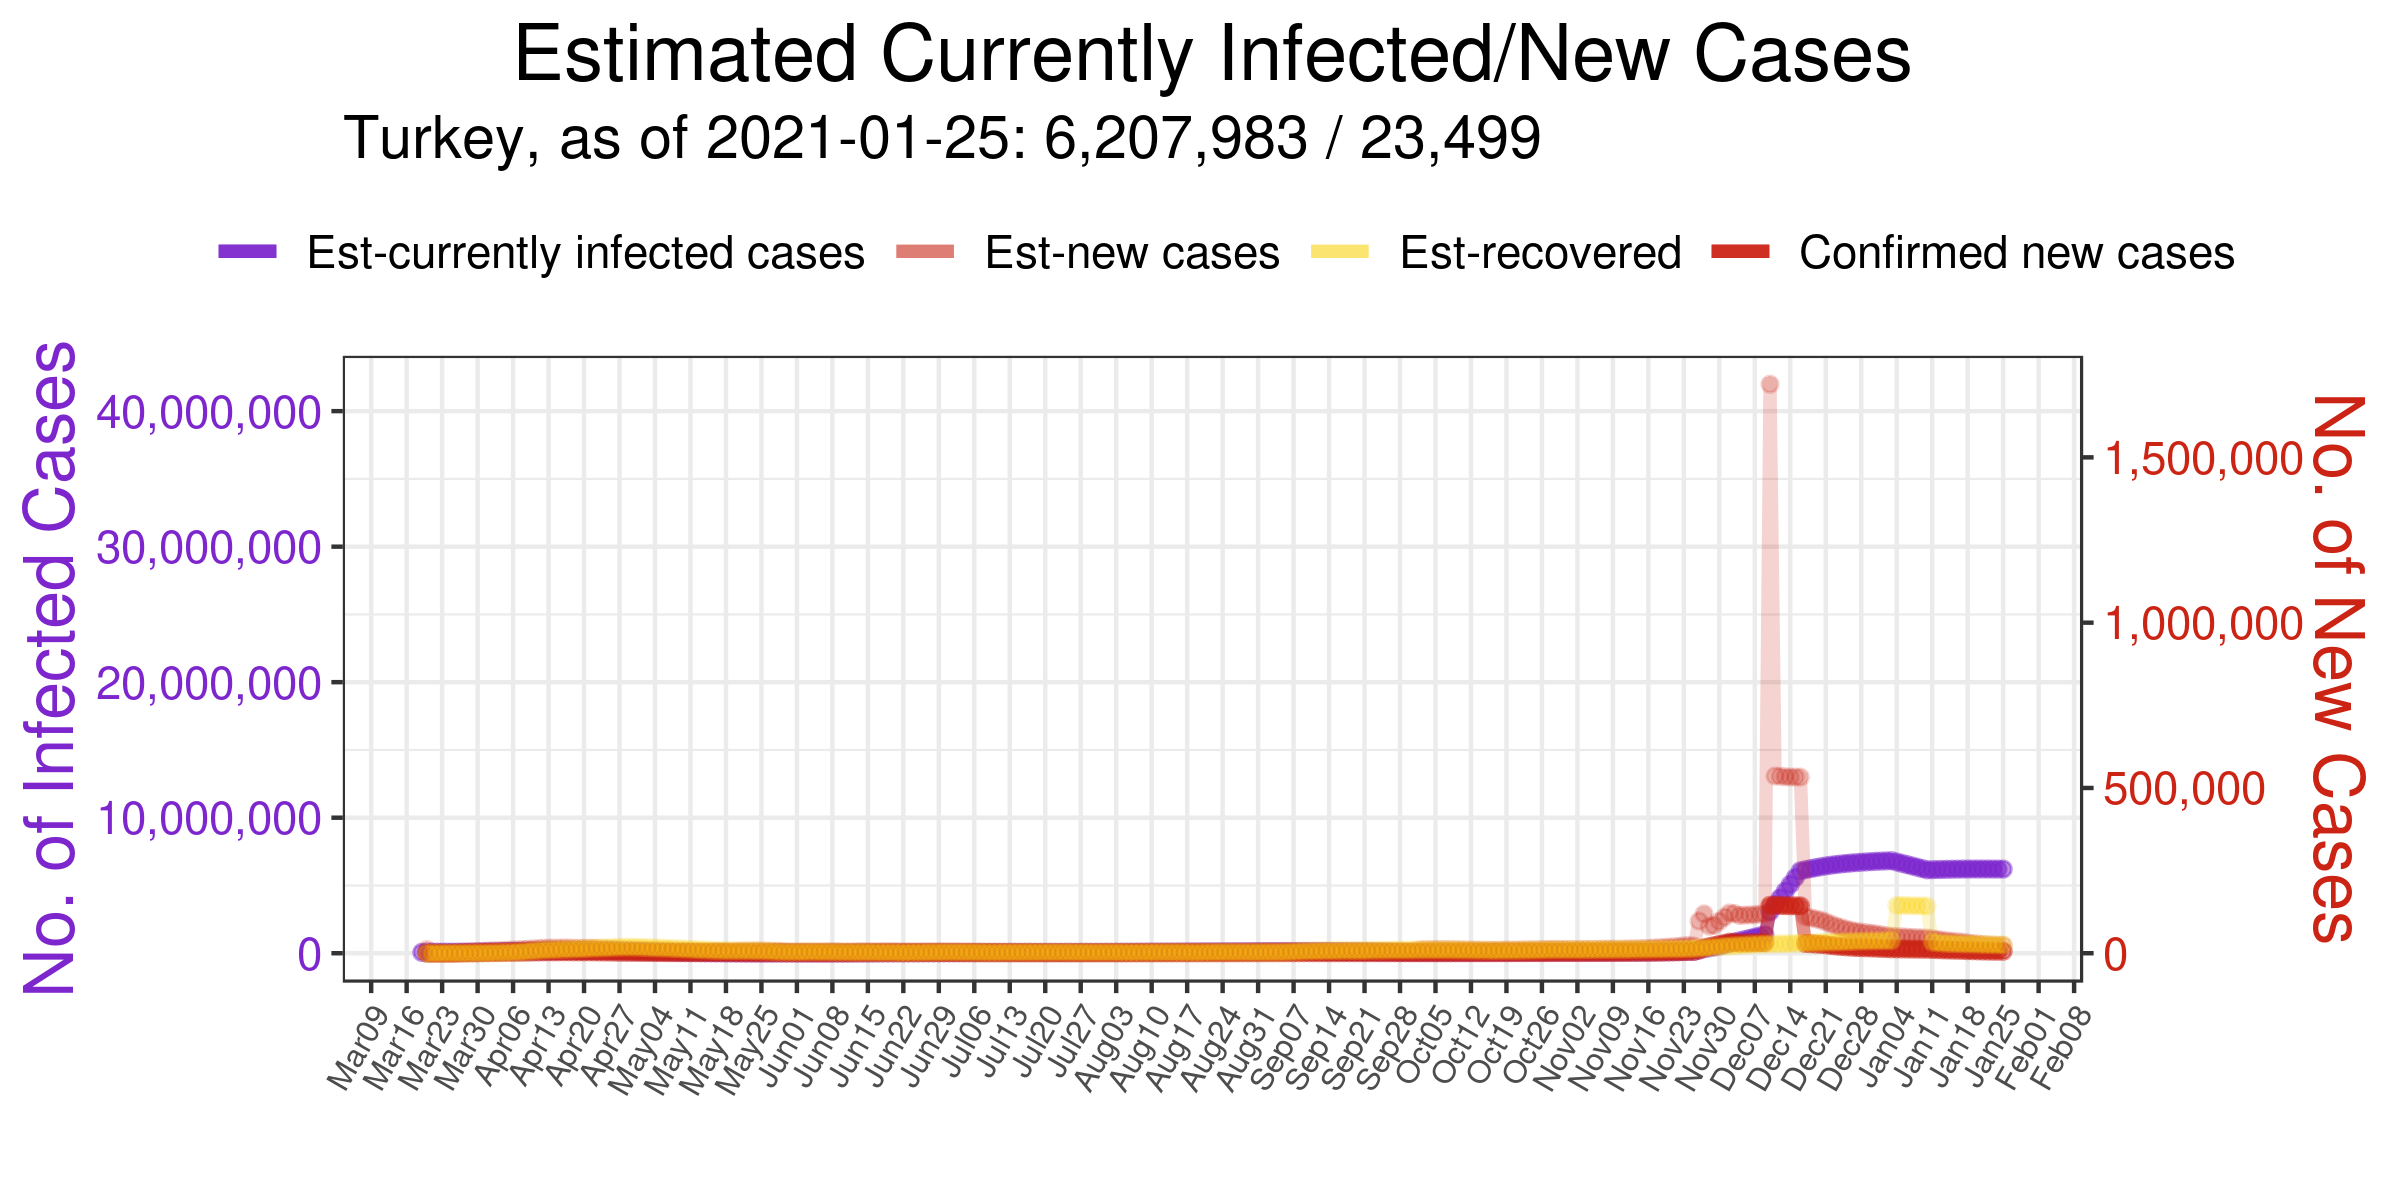 Estimated Currently Infected/New Cases
Turkey, as of 2021-01-25: 6,207,983 / 23,499
Est-currently infected cases Est-new cases Est-recovered Confirmed new cases
No. of Infected Cases
40,000,000
30,000,000
20,000,000
10,000,000
0
1,500,000
1,000,000
500,000
0
No. of New Cases
Mar09 Mar16 Mar23 Mar30 Apr06 Apr13 Apr20 Apr27 May04 May11 May18 May25 Jun01 Jun08 Jun15 Jun22 Jun29 Jul06 Jul13 Jul20 Jul27 Aug03 Aug10 Aug17 Aug24 Aug31 Sep07 Sep14 Sep21 Sep28 Oct05 Oct12 Oct19 Oct26 Nov02 Nov09 Nov16 Nov23 Nov30 Dec07 Dec14 Dec21 Dec28 Jan04 Jan11 Jan18 Jan25 Feb01 Feb08